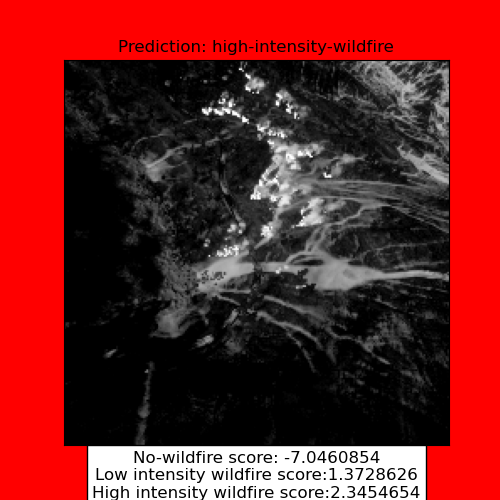 Prediction: high-intensity-wildfire
No-wildfire score: -7.0460854
Low intensity wildfire score:1.3728626
High intensity wildfire score:2.3454654